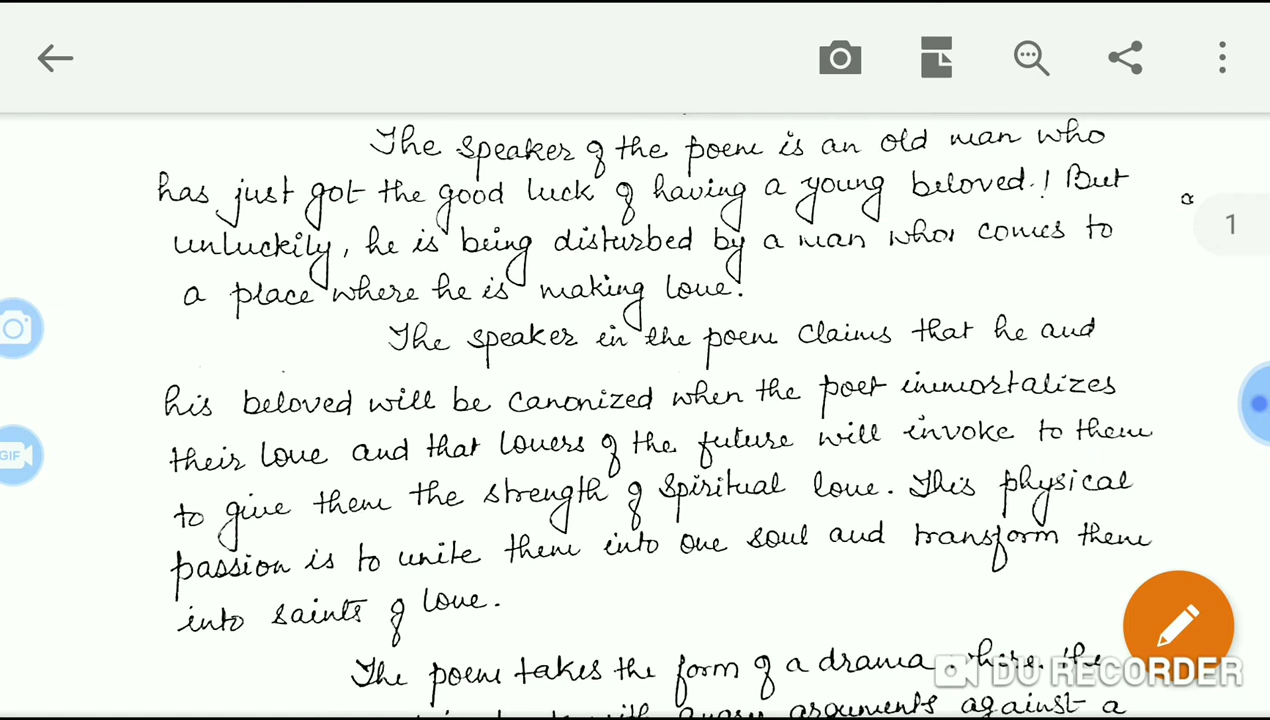 The speaker of the poem is an old man who
has just got the good luck of having a young beloved! But
unluckily, he is being disturbed by a man who comes to
a place where he is making love.
The speaker in the poem claims that he and
his beloved will be canonized when the poet immortalizes
their love and that lovers of the future will invoke to them
to give them the strength of spiritual love. This physical
passion is to unite them into one soul and transform them
into saints of love.
The poem takes the form of a drama where the
with arguments against a
1
GIF
DU RECORDER